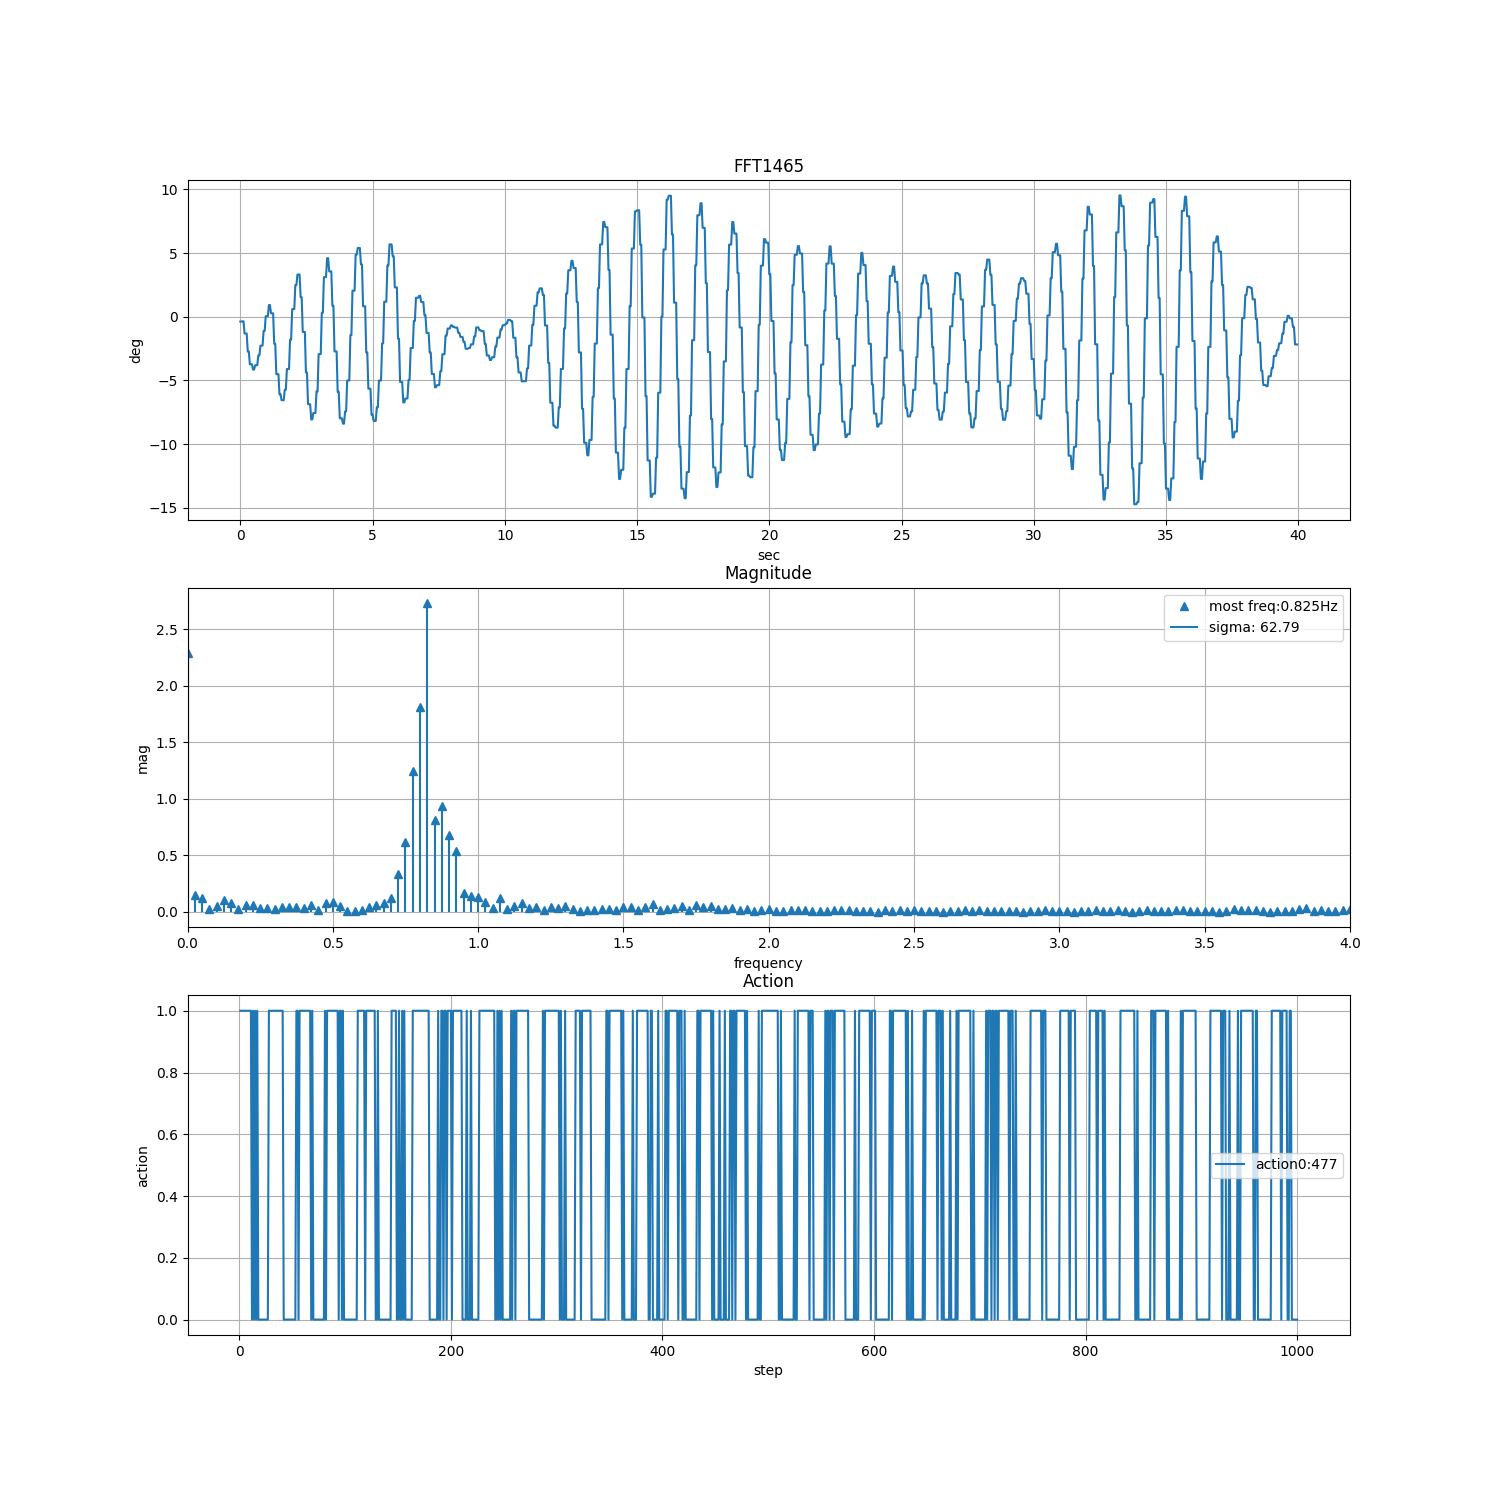 FFT1465
10
5
0
−5
−10
−15
deg
0 5 10 15 20 25 30 35 40
sec
Magnitude
most freq:0.825Hz
sigma: 62.79
2.5
2.0
1.5
1.0
0.5
0.0
mag
0.0 0.5 1.0 1.5 2.0 2.5 3.0 3.5 4.0
frequency
Action
1.0
0.8
0.6
0.4
0.2
0.0
action
action0:477
0 200 400 600 800 1000
step